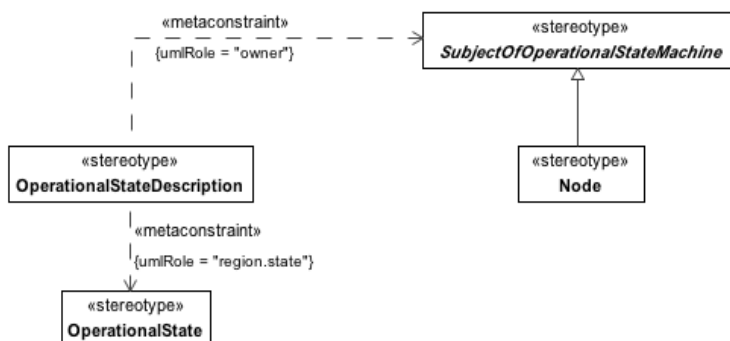 «metaconstraint»
{umlRole = "owner"}
«stereotype»
SubjectOfOperationalStateMachine
«stereotype»
OperationalStateDescription
«stereotype»
Node
«metaconstraint»
{umlRole = "region.state"}
«stereotype»
OperationalState